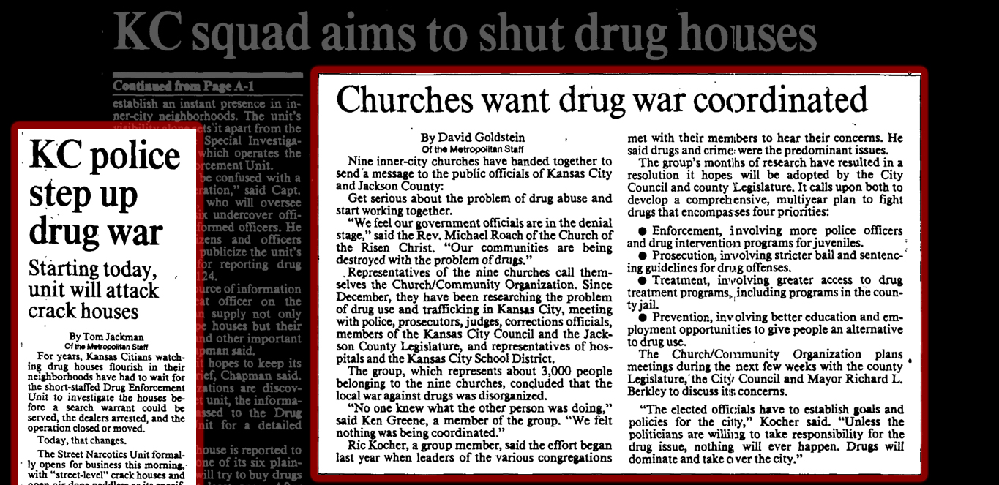 KC squad aims to shut drug houses
Continued from Page A-1
establish an instant presence in in-
ner-city neighborhoods. The unit's
sets it apart from the
Special Investiga-
which operates the
be confused with a
said Capt.
who will oversee
undercover offi-
officers. He
and officers
publicize the unit's
for reporting drug
124.
of information
officer on the
supply not only
houses but their
and other important
said.
hopes to keep its
Chapman said.
are discov-
unit, the informa-
to the Drug
for a detailed
house is reported to
one of its six plain-
will try to buy drugs
KC police
step up
drug war
Starting today,
unit will attack
crack houses
By Tom Jackman
Of the Metropolitan Staff
For years, Kansas Citians watch-
ing drug houses flourish in their
neighborhoods have had to wait for
the short-staffed Drug Enforcement
Unit to investigate the houses be-
fore a search warrant could be
served, the dealers arrested, and the
operation closed or moved.
Today, that changes.
The Street Narcotics Unit formal-
ly opens for business this morning,
with "street-level" crack houses and
Churches want drug war coordinated
By David Goldstein
Of the Metropolitan Staff
Nine inner-city churches have banded together to
send a message to the public officials of Kansas City
and Jackson County:
Get serious about the problem of drug abuse and
start working together.
"We feel our government officials are in the denial
stage," said the Rev. Michael Roach of the Church of
the Risen Christ. "Our communities are being
destroyed with the problem of drugs."
Representatives of the nine churches call them-
selves the Church/Community Organization. Since
December, they have been researching the problem
of drug use and trafficking in Kansas City, meeting
with police, prosecutors, judges, corrections officials,
members of the Kansas City Council and the Jack-
son County Legislature, and representatives of hos-
pitals and the Kansas City School District.
The group, which represents about 3,000 people
belonging to the nine churches, concluded that the
local war against drugs was disorganized.
"No one knew what the other person was doing,"
said Ken Greene, a member of the group. "We felt
nothing was being coordinated."
Ric Kocher, a group member, said the effort began
last year when leaders of the various congregations
met with their members to hear their concerns. He
said drugs and crime were the predominant issues.
The group's months of research have resulted in a
resolution it hopes will be adopted by the City
Council and county Legislature. It calls upon both to
develop a comprehensive, multiyear plan to fight
drugs that encompasses four priorities:
● Enforcement, involving more police officers
and drug intervention programs for juveniles.
● Prosecution, involving stricter bail and sentenc-
ing guidelines for drug offenses.
● Treatment, involving greater access to drug
treatment programs, including programs in the coun-
ty jail.
● Prevention, involving better education and em-
ployment opportunities to give people an alternative
to drug use.
The Church/Community Organization plans
meetings during the next few weeks with the county
Legislature, the City Council and Mayor Richard L.
Berkley to discuss its concerns.
"The elected officials have to establish goals and
policies for the city," Kocher said. "Unless the
politicians are willing to take responsibility for the
drug issue, nothing will ever happen. Drugs will
dominate and take over the city."